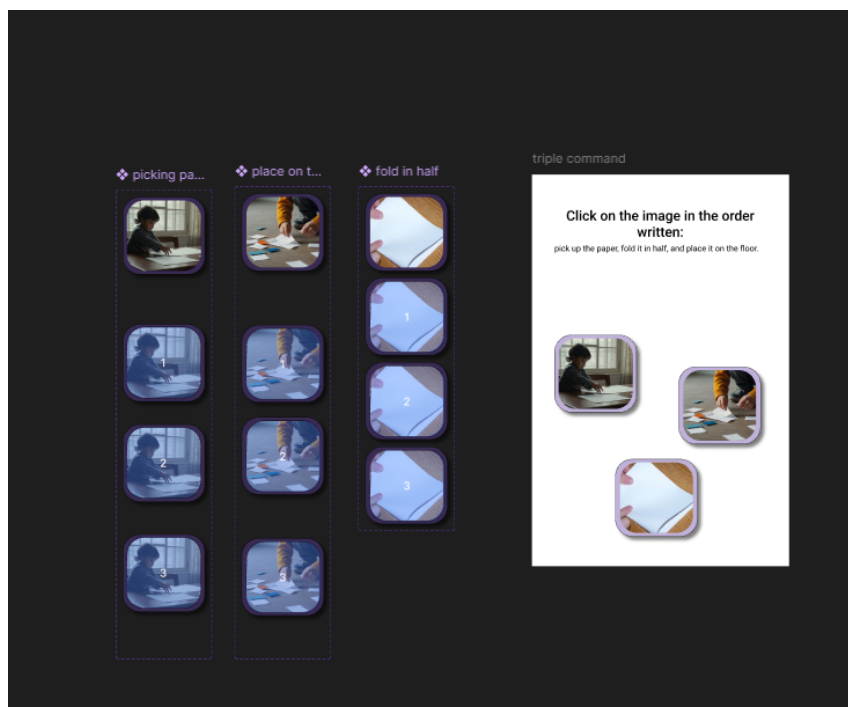 picking pa...
place on t...
fold in half
triple command
1
2
3
1
2
3
1
2
3
Click on the image in the order
written:
pick up the paper, fold it in half, and place it on the floor.